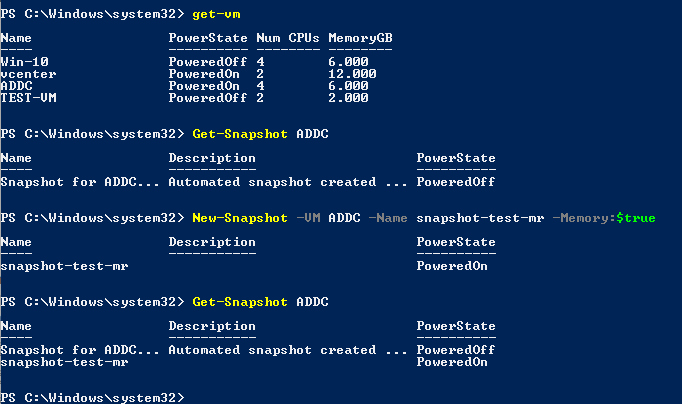 PS C:\Windows\system32> get-vm
Name PowerState Num CPUs MemoryGB
---- ---------- -------- --------
Win-10 PoweredOff 4 6.000
vcenter PoweredOn 2 12.000
ADDC PoweredOn 4 6.000
TEST-VM PoweredOff 2 2.000
PS C:\Windows\system32> Get-Snapshot ADDC
Name Description PowerState
---- ----------- ----------
Snapshot for ADDC... Automated snapshot created ... PoweredOff
PS C:\Windows\system32> New-Snapshot -VM ADDC -Name snapshot-test-mr -Memory:$true
Name Description PowerState
---- ----------- ----------
snapshot-test-mr PoweredOn
PS C:\Windows\system32> Get-Snapshot ADDC
Name Description PowerState
---- ----------- ----------
Snapshot for ADDC... Automated snapshot created ... PoweredOff
snapshot-test-mr PoweredOn
PS C:\Windows\system32>